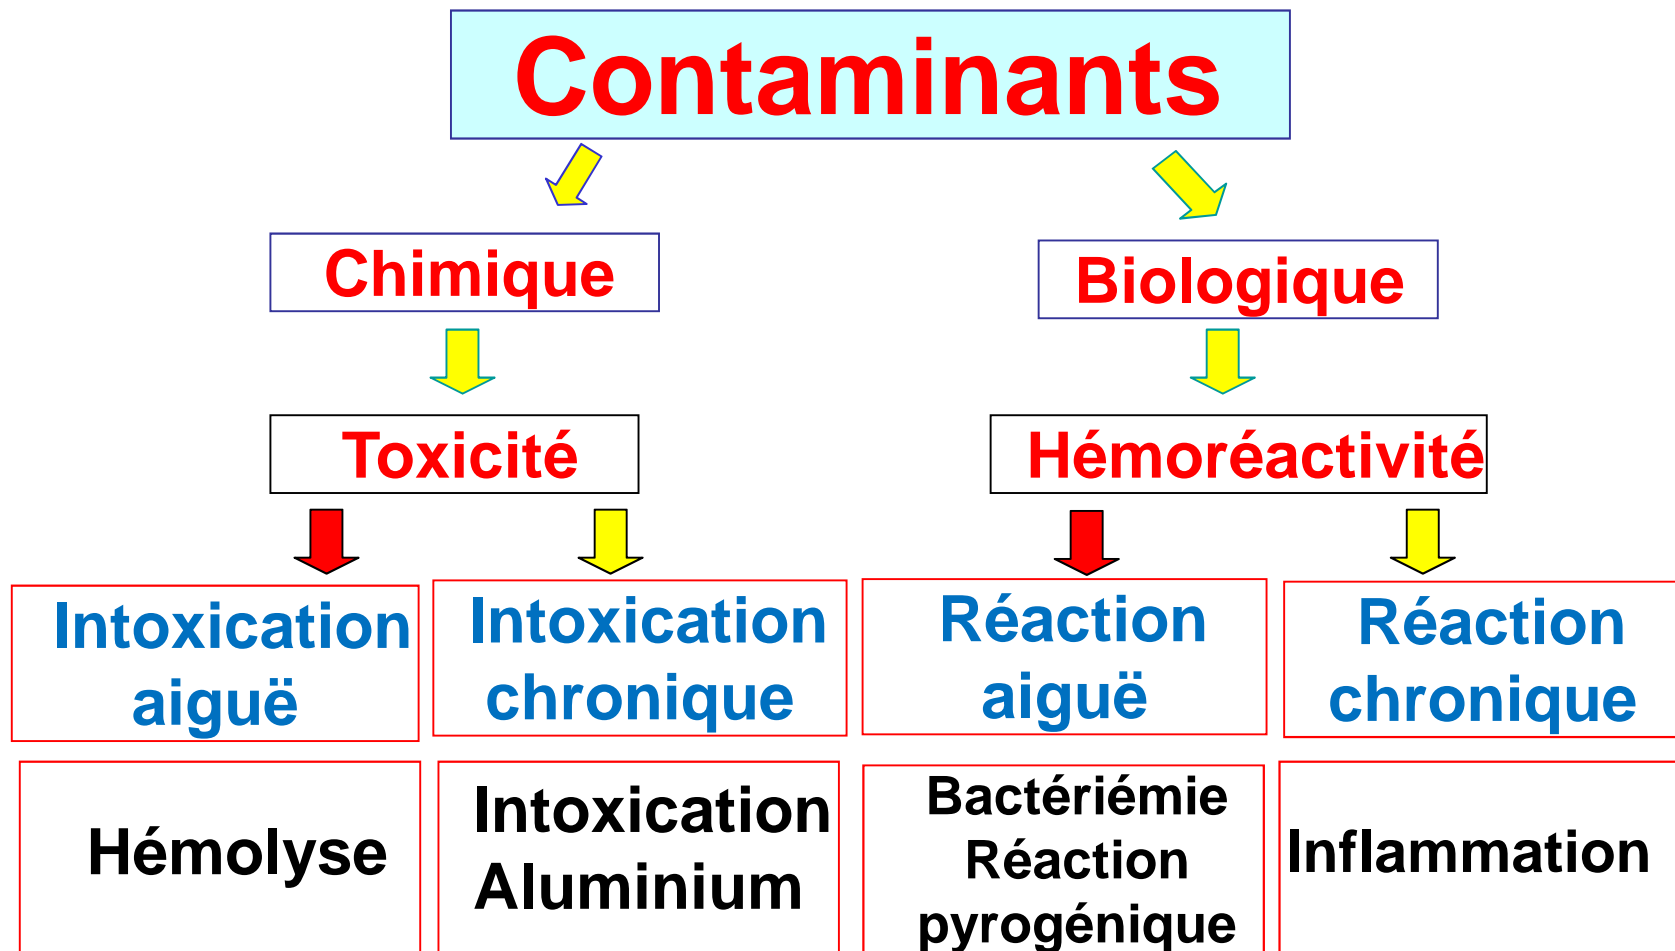 Contaminants
Chimique
Biologique
Toxicité
Hémoréactivité
Intoxication
aiguë
Intoxication
chronique
Réaction
aiguë
Réaction
chronique
Hémolyse
Intoxication
Aluminium
Bactériémie
Réaction
pyrogénique
Inflammation